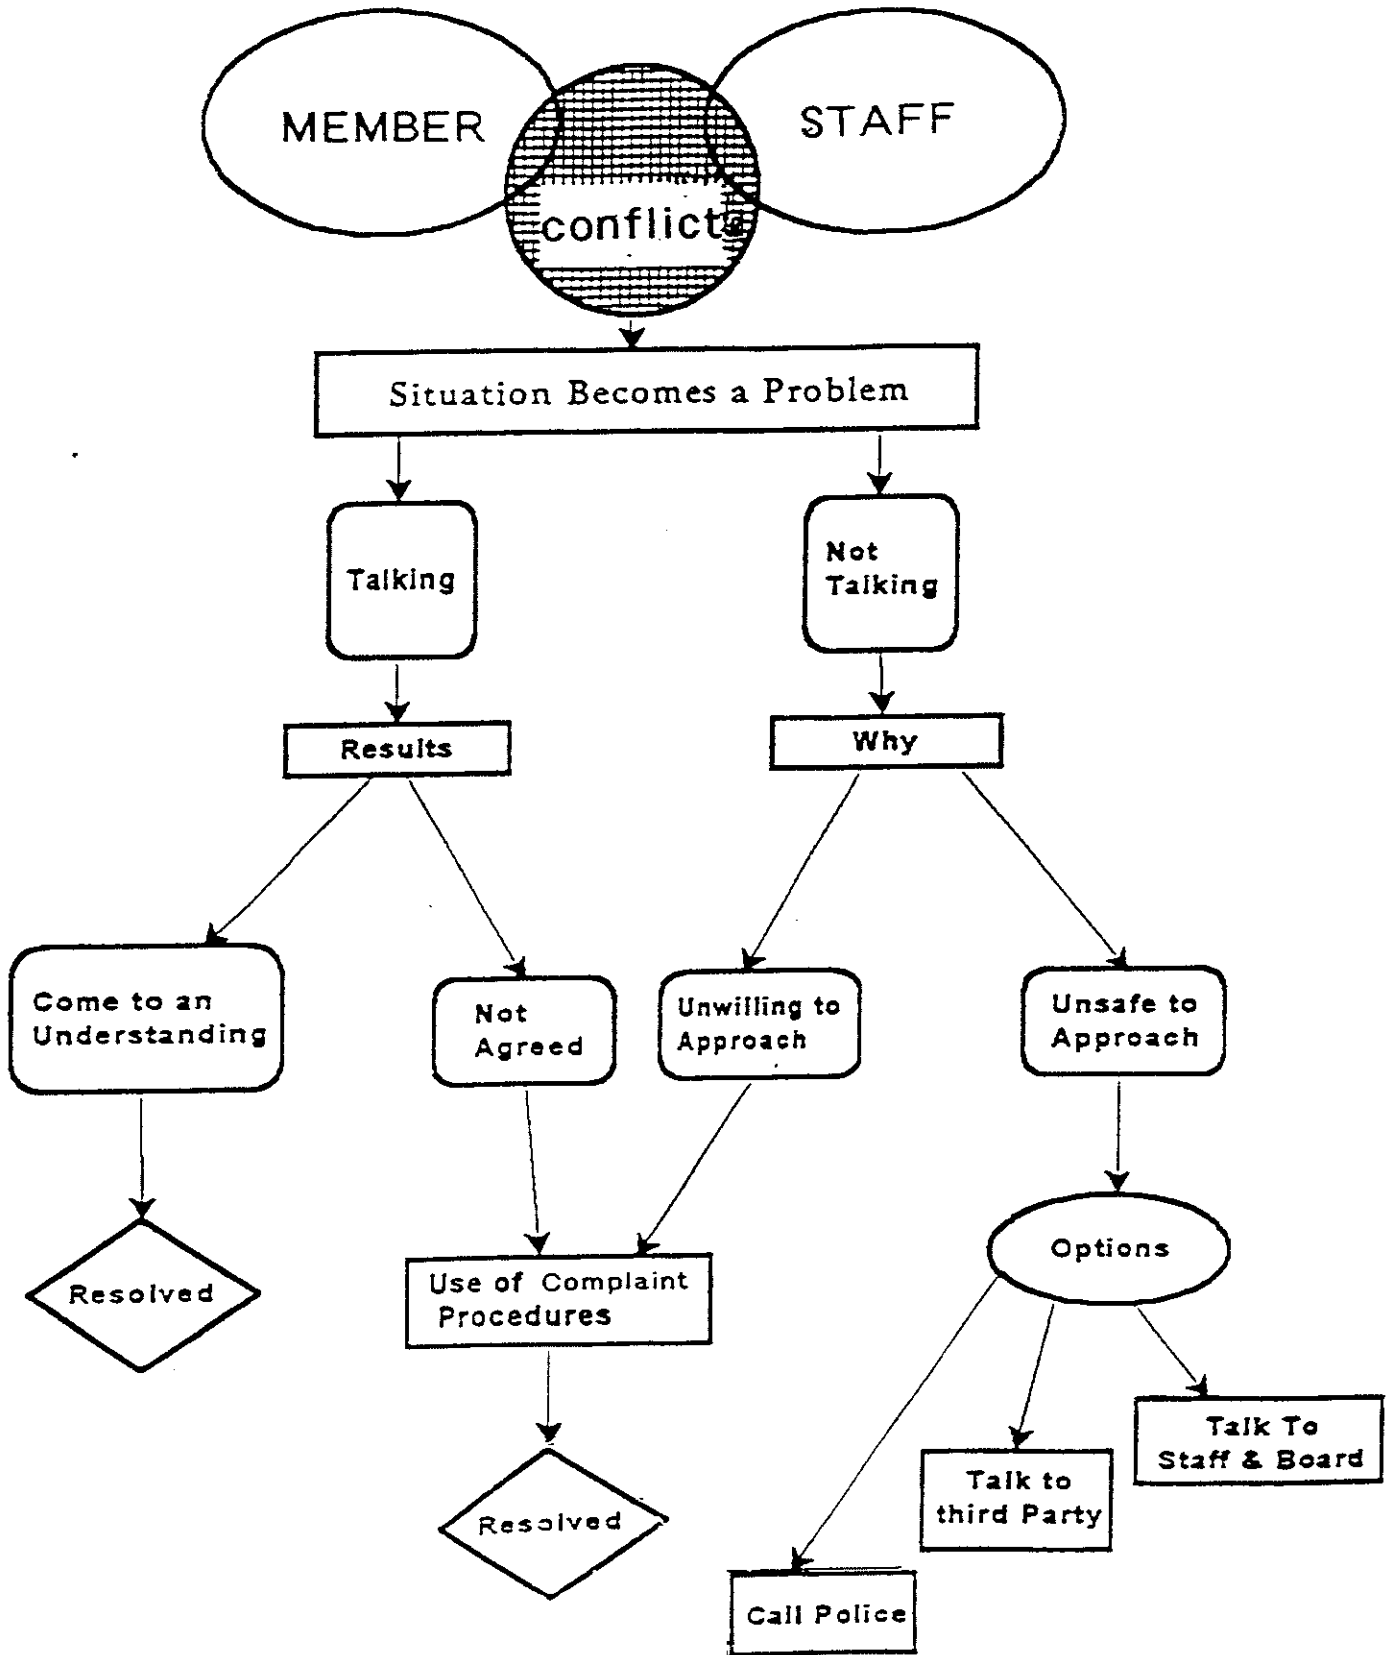 MEMBER
STAFF
conflicts
Situation Becomes a Problem
Talking
Not
Talking
Results
Why
Come to an
Understanding
Not
Agreed
Unwilling to
Approach
Unsafe to
Approach
Resolved
Use of Complaint
Procedures
Options
Resolved
Talk To
Staff & Board
Talk to
third Party
Call Police